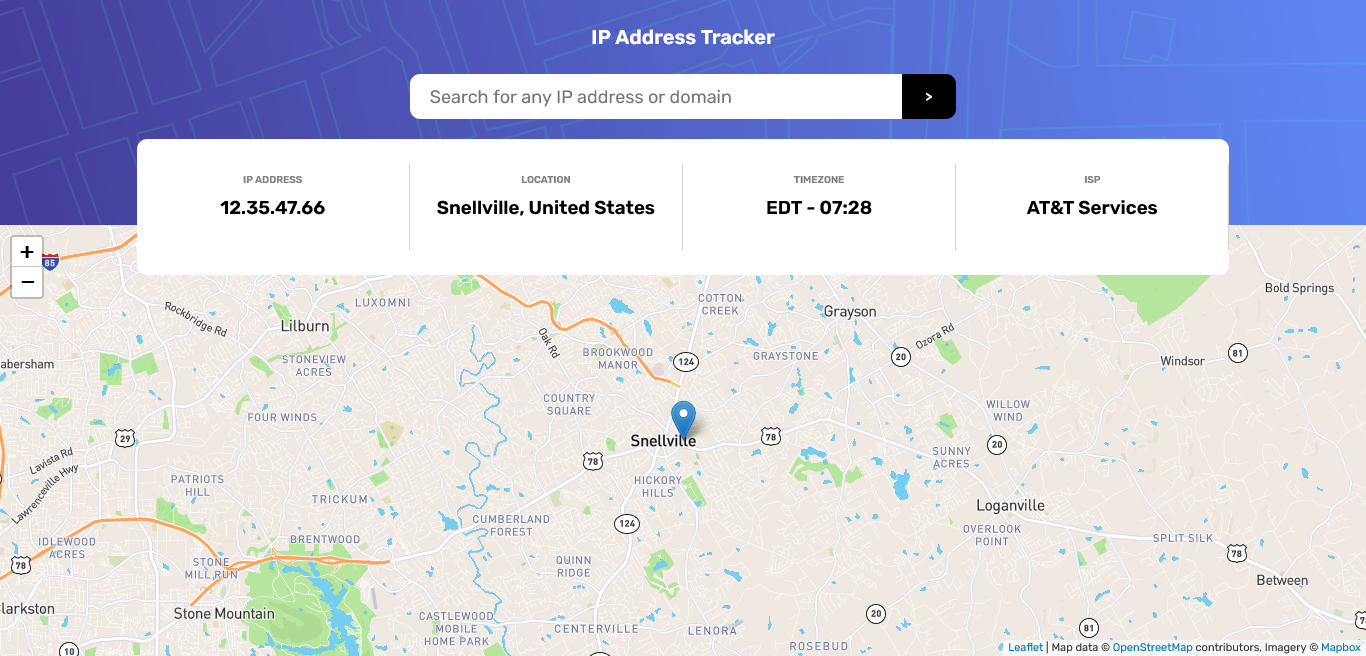 IP Address Tracker
Search for any IP address or domain
>
IP ADDRESS
12.35.47.66
LOCATION
Snellville, United States
TIMEZONE
EDT - 07:28
ISP
AT&T Services
+
−
85
Bold Springs
LUXOMNI
COTTON
CREEK
Rockbridge Rd
Lilburn
Grayson
Oak Rd
Ozora Rd
BROOKWOOD
MANOR
GRAYSTONE
STONEVIEW
ACRES
124
20
Windsor
81
abersham
COUNTRY
SQUARE
WILLOW
WIND
FOUR WINDS
29
Snellville
78
20
78
SUNNY
ACRES
Lavista Rd
Lawrenceville Hwy
PATRIOTS
HILL
HICKORY
HILLS
TRICKUM
Loganville
CUMBERLAND
FOREST
124
OVERLOOK
POINT
IDLEWOOD
ACRES
BRENTWOOD
SPLIT SILK
78
78
STONE
MILL RUN
QUINN
RIDGE
Between
larkston
Stone Mountain
CASTLEWOOD
MOBILE
HOME PARK
CENTERVILLE
LENORA
20
81
ROSEBUD
10
Leaflet | Map data © OpenStreetMap contributors, Imagery © Mapbox